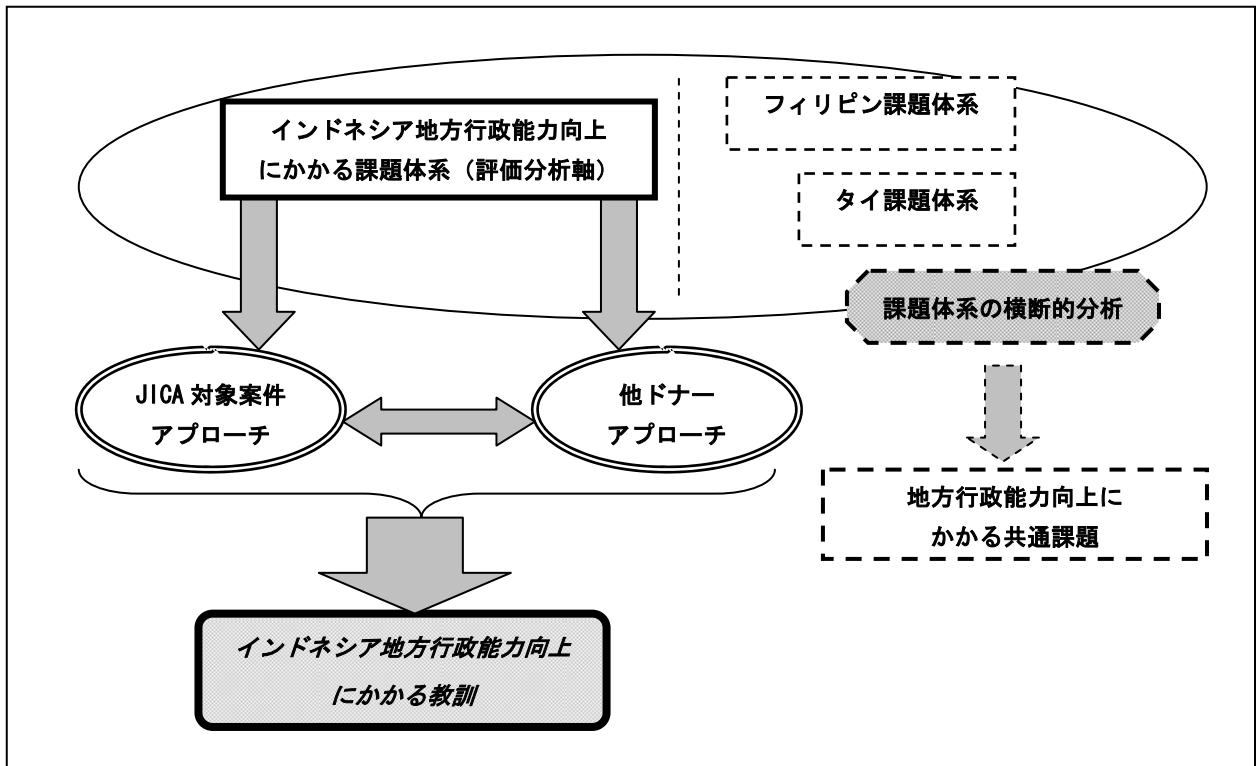 インドネシア地方行政能力向上
にかかる課題体系（評価分析軸）
フィリピン課題体系
タイ課題体系
課題体系の横断的分析
JICA 対象案件
アプローチ
他ドナー
アプローチ
地方行政能力向上に
かかる共通課題
インドネシア地方行政能力向上
にかかる教訓